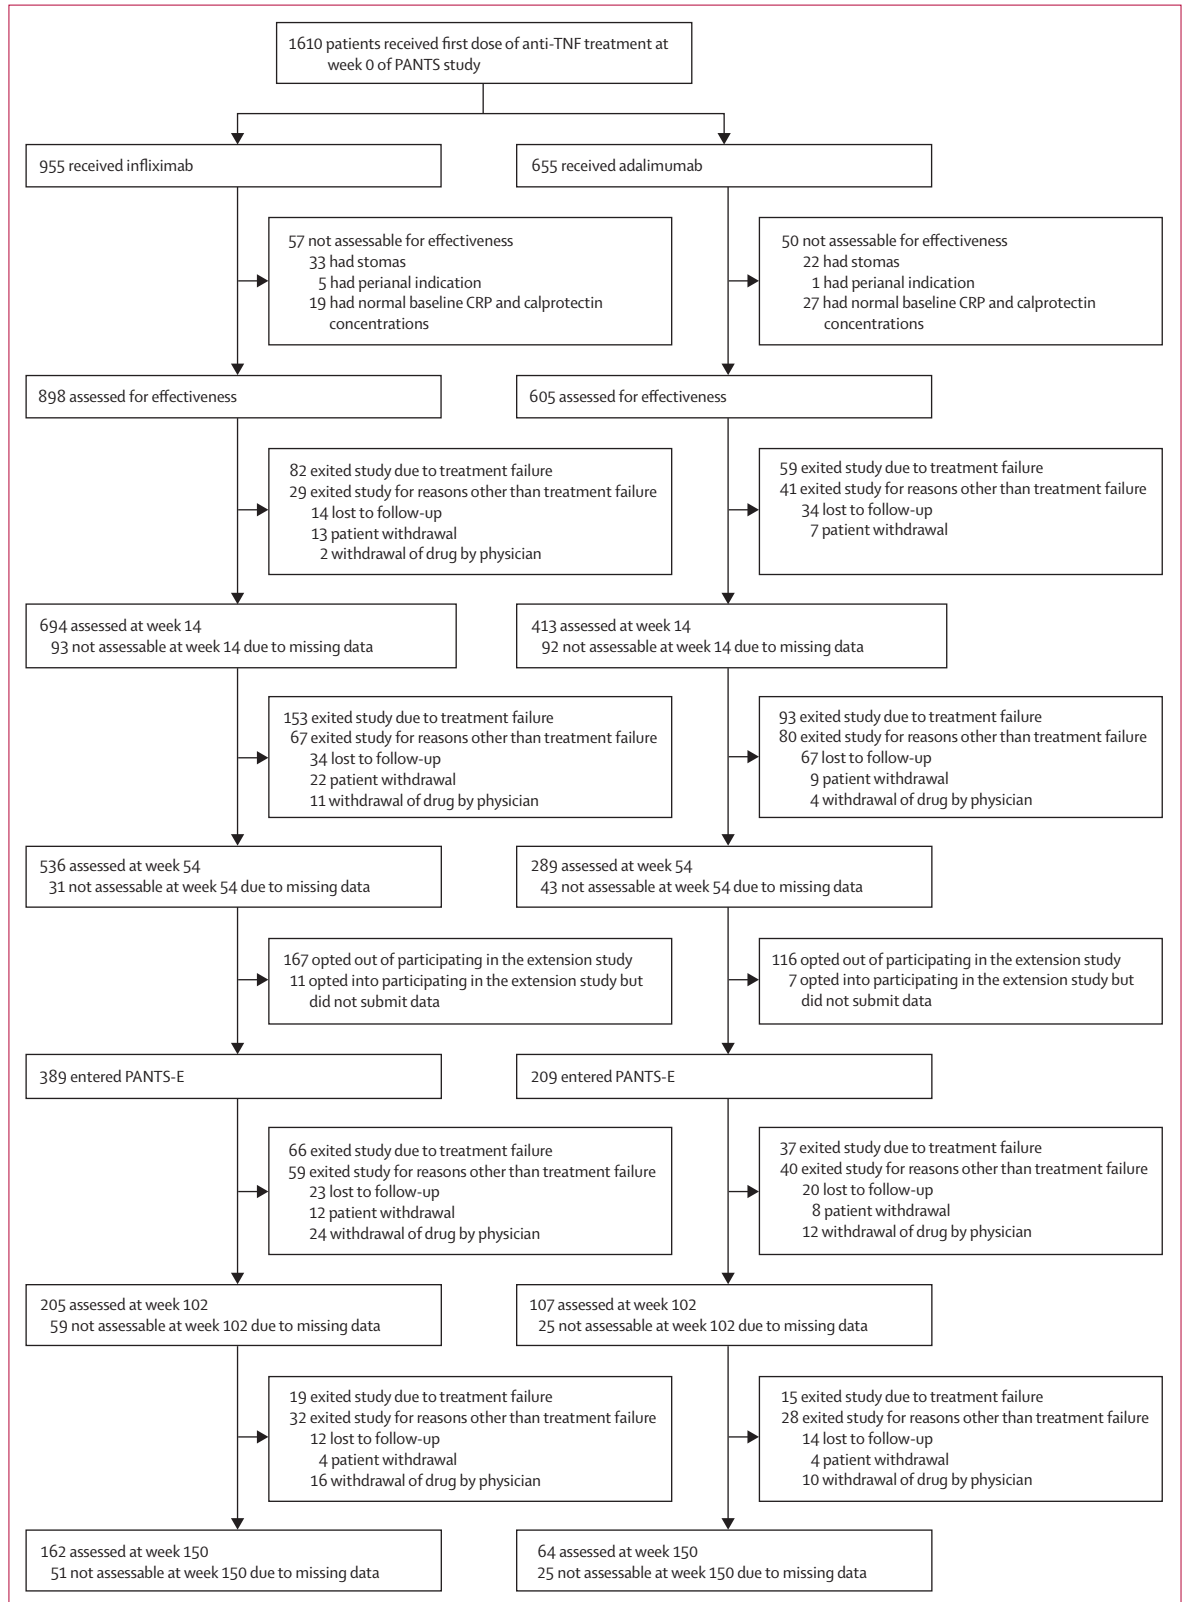 1610 patients received first dose of anti-TNF treatment at
week 0 of PANTS study
955 received infliximab
655 received adalimumab
57 not assessable for effectiveness
33 had stomas
5 had perianal indication
19 had normal baseline CRP and calprotectin
concentrations
50 not assessable for effectiveness
22 had stomas
1 had perianal indication
27 had normal baseline CRP and calprotectin
concentrations
898 assessed for effectiveness
605 assessed for effectiveness
82 exited study due to treatment failure
29 exited study for reasons other than treatment failure
14 lost to follow-up
13 patient withdrawal
2 withdrawal of drug by physician
59 exited study due to treatment failure
41 exited study for reasons other than treatment failure
34 lost to follow-up
7 patient withdrawal
694 assessed at week 14
93 not assessable at week 14 due to missing data
413 assessed at week 14
92 not assessable at week 14 due to missing data
153 exited study due to treatment failure
67 exited study for reasons other than treatment failure
34 lost to follow-up
22 patient withdrawal
11 withdrawal of drug by physician
93 exited study due to treatment failure
80 exited study for reasons other than treatment failure
67 lost to follow-up
9 patient withdrawal
4 withdrawal of drug by physician
536 assessed at week 54
31 not assessable at week 54 due to missing data
289 assessed at week 54
43 not assessable at week 54 due to missing data
167 opted out of participating in the extension study
11 opted into participating in the extension study but
did not submit data
116 opted out of participating in the extension study
7 opted into participating in the extension study but
did not submit data
389 entered PANTS-E
209 entered PANTS-E
66 exited study due to treatment failure
59 exited study for reasons other than treatment failure
23 lost to follow-up
12 patient withdrawal
24 withdrawal of drug by physician
37 exited study due to treatment failure
40 exited study for reasons other than treatment failure
20 lost to follow-up
8 patient withdrawal
12 withdrawal of drug by physician
205 assessed at week 102
59 not assessable at week 102 due to missing data
107 assessed at week 102
25 not assessable at week 102 due to missing data
19 exited study due to treatment failure
32 exited study for reasons other than treatment failure
12 lost to follow-up
4 patient withdrawal
16 withdrawal of drug by physician
15 exited study due to treatment failure
28 exited study for reasons other than treatment failure
14 lost to follow-up
4 patient withdrawal
10 withdrawal of drug by physician
162 assessed at week 150
51 not assessable at week 150 due to missing data
64 assessed at week 150
25 not assessable at week 150 due to missing data